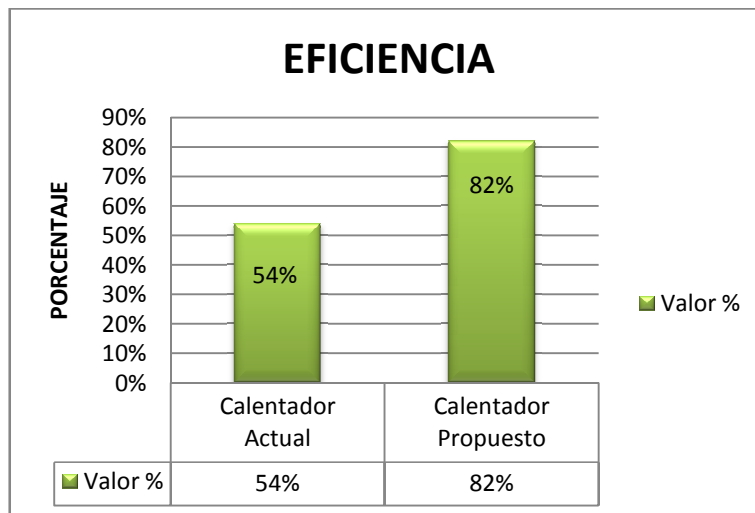 EFICIENCIA
PORCENTAJE
90%
80%
70%
60%
50%
40%
30%
20%
10%
0%
54%
82%
Valor %
Calentador
Actual
Calentador
Propuesto
Valor %
54%
82%